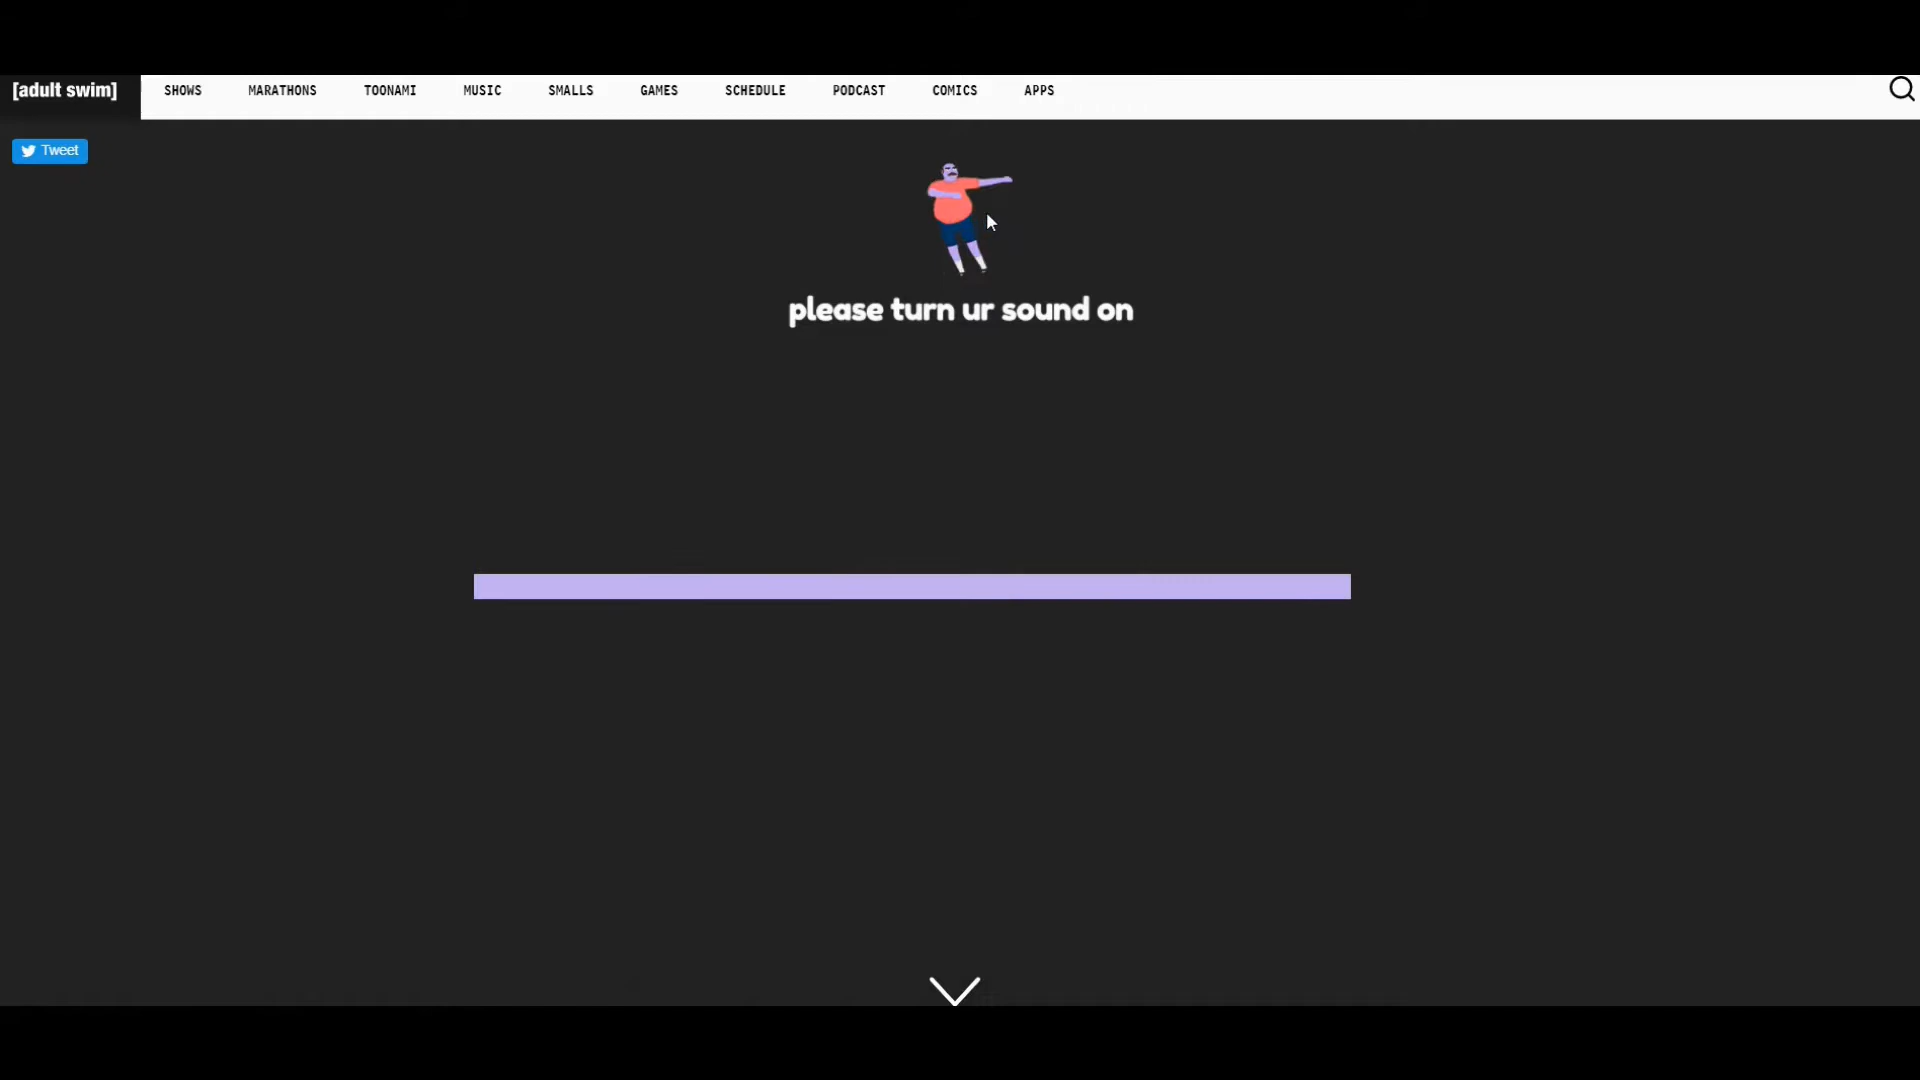 [adult swim]
SHOWS MARATHONS TOONAMI MUSIC SMALLS GAMES SCHEDULE PODCAST COMICS APPS
Tweet
please turn ur sound on